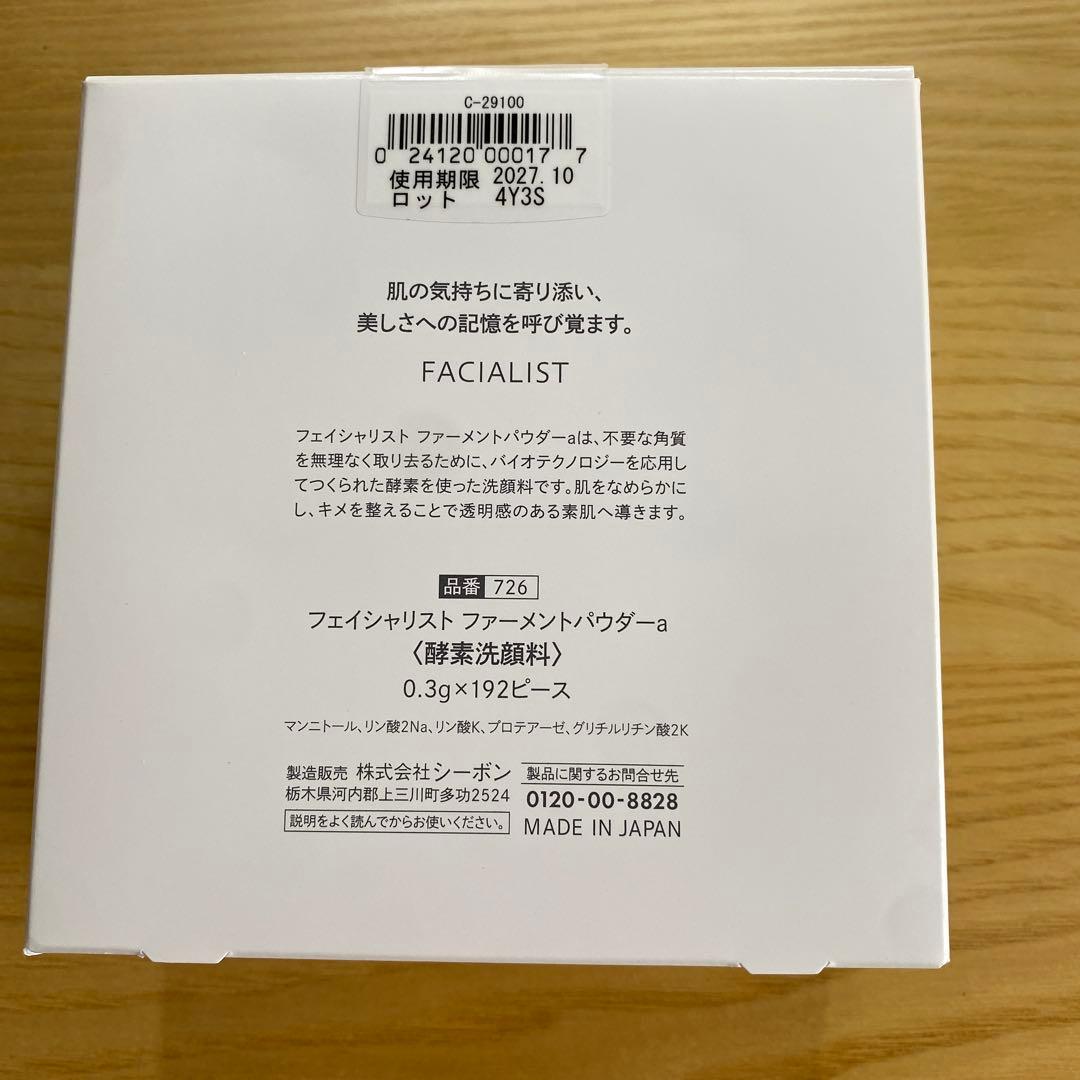 C-29100
0 24120 00017 7
使用期限 2027.10
ロット 4Y3S
肌の気持ちに寄り添い、
美しさへの記憶を呼び覚ます。
FACIALIST
フェイシャリスト ファーメントパウダーaは、不要な角質
を無理なく取り去るために、バイオテクノロジーを応用し
てつくられた酵素を使った洗顔料です。肌をなめらかに
し、キメを整えることで透明感のある素肌へ導きます。
品番 726
フェイシャリスト ファーメントパウダーa
〈酵素洗顔料〉
0.3g×192ピース
マンニトール、リン酸2Na、リン酸K、プロテアーゼ、グリチルリチン酸2K
製造販売 株式会社シーボン
栃木県河内郡上三川町多功2524
説明をよく読んでからお使いください。
製品に関するお問合せ先
0120-00-8828
MADE IN JAPAN